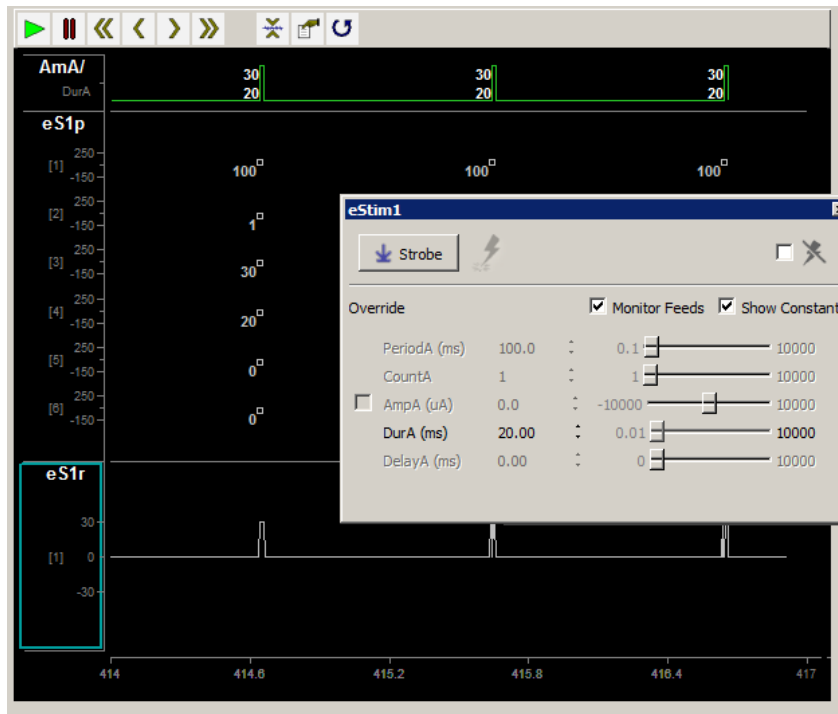 AmA/
DurA
30 30 30
20 20 20
eS1p
[1] 250 -150 100 100 100
[2] 250 -150 1
[3] 250 -150 30
[4] 250 -150 20
[5] 250 -150 0
[6] 250 -150 0
eStim1
Strobe
Override Monitor Feeds Show Constant
PeriodA (ms) 100.0 0.1 10000
CountA 1 1 10000
AmpA (uA) 0.0 -10000 10000
DurA (ms) 20.00 0.01 10000
DelayA (ms) 0.00 0 10000
eS1r
30
[1] 0
-30
414 414.6 415.2 415.8 416.4 417